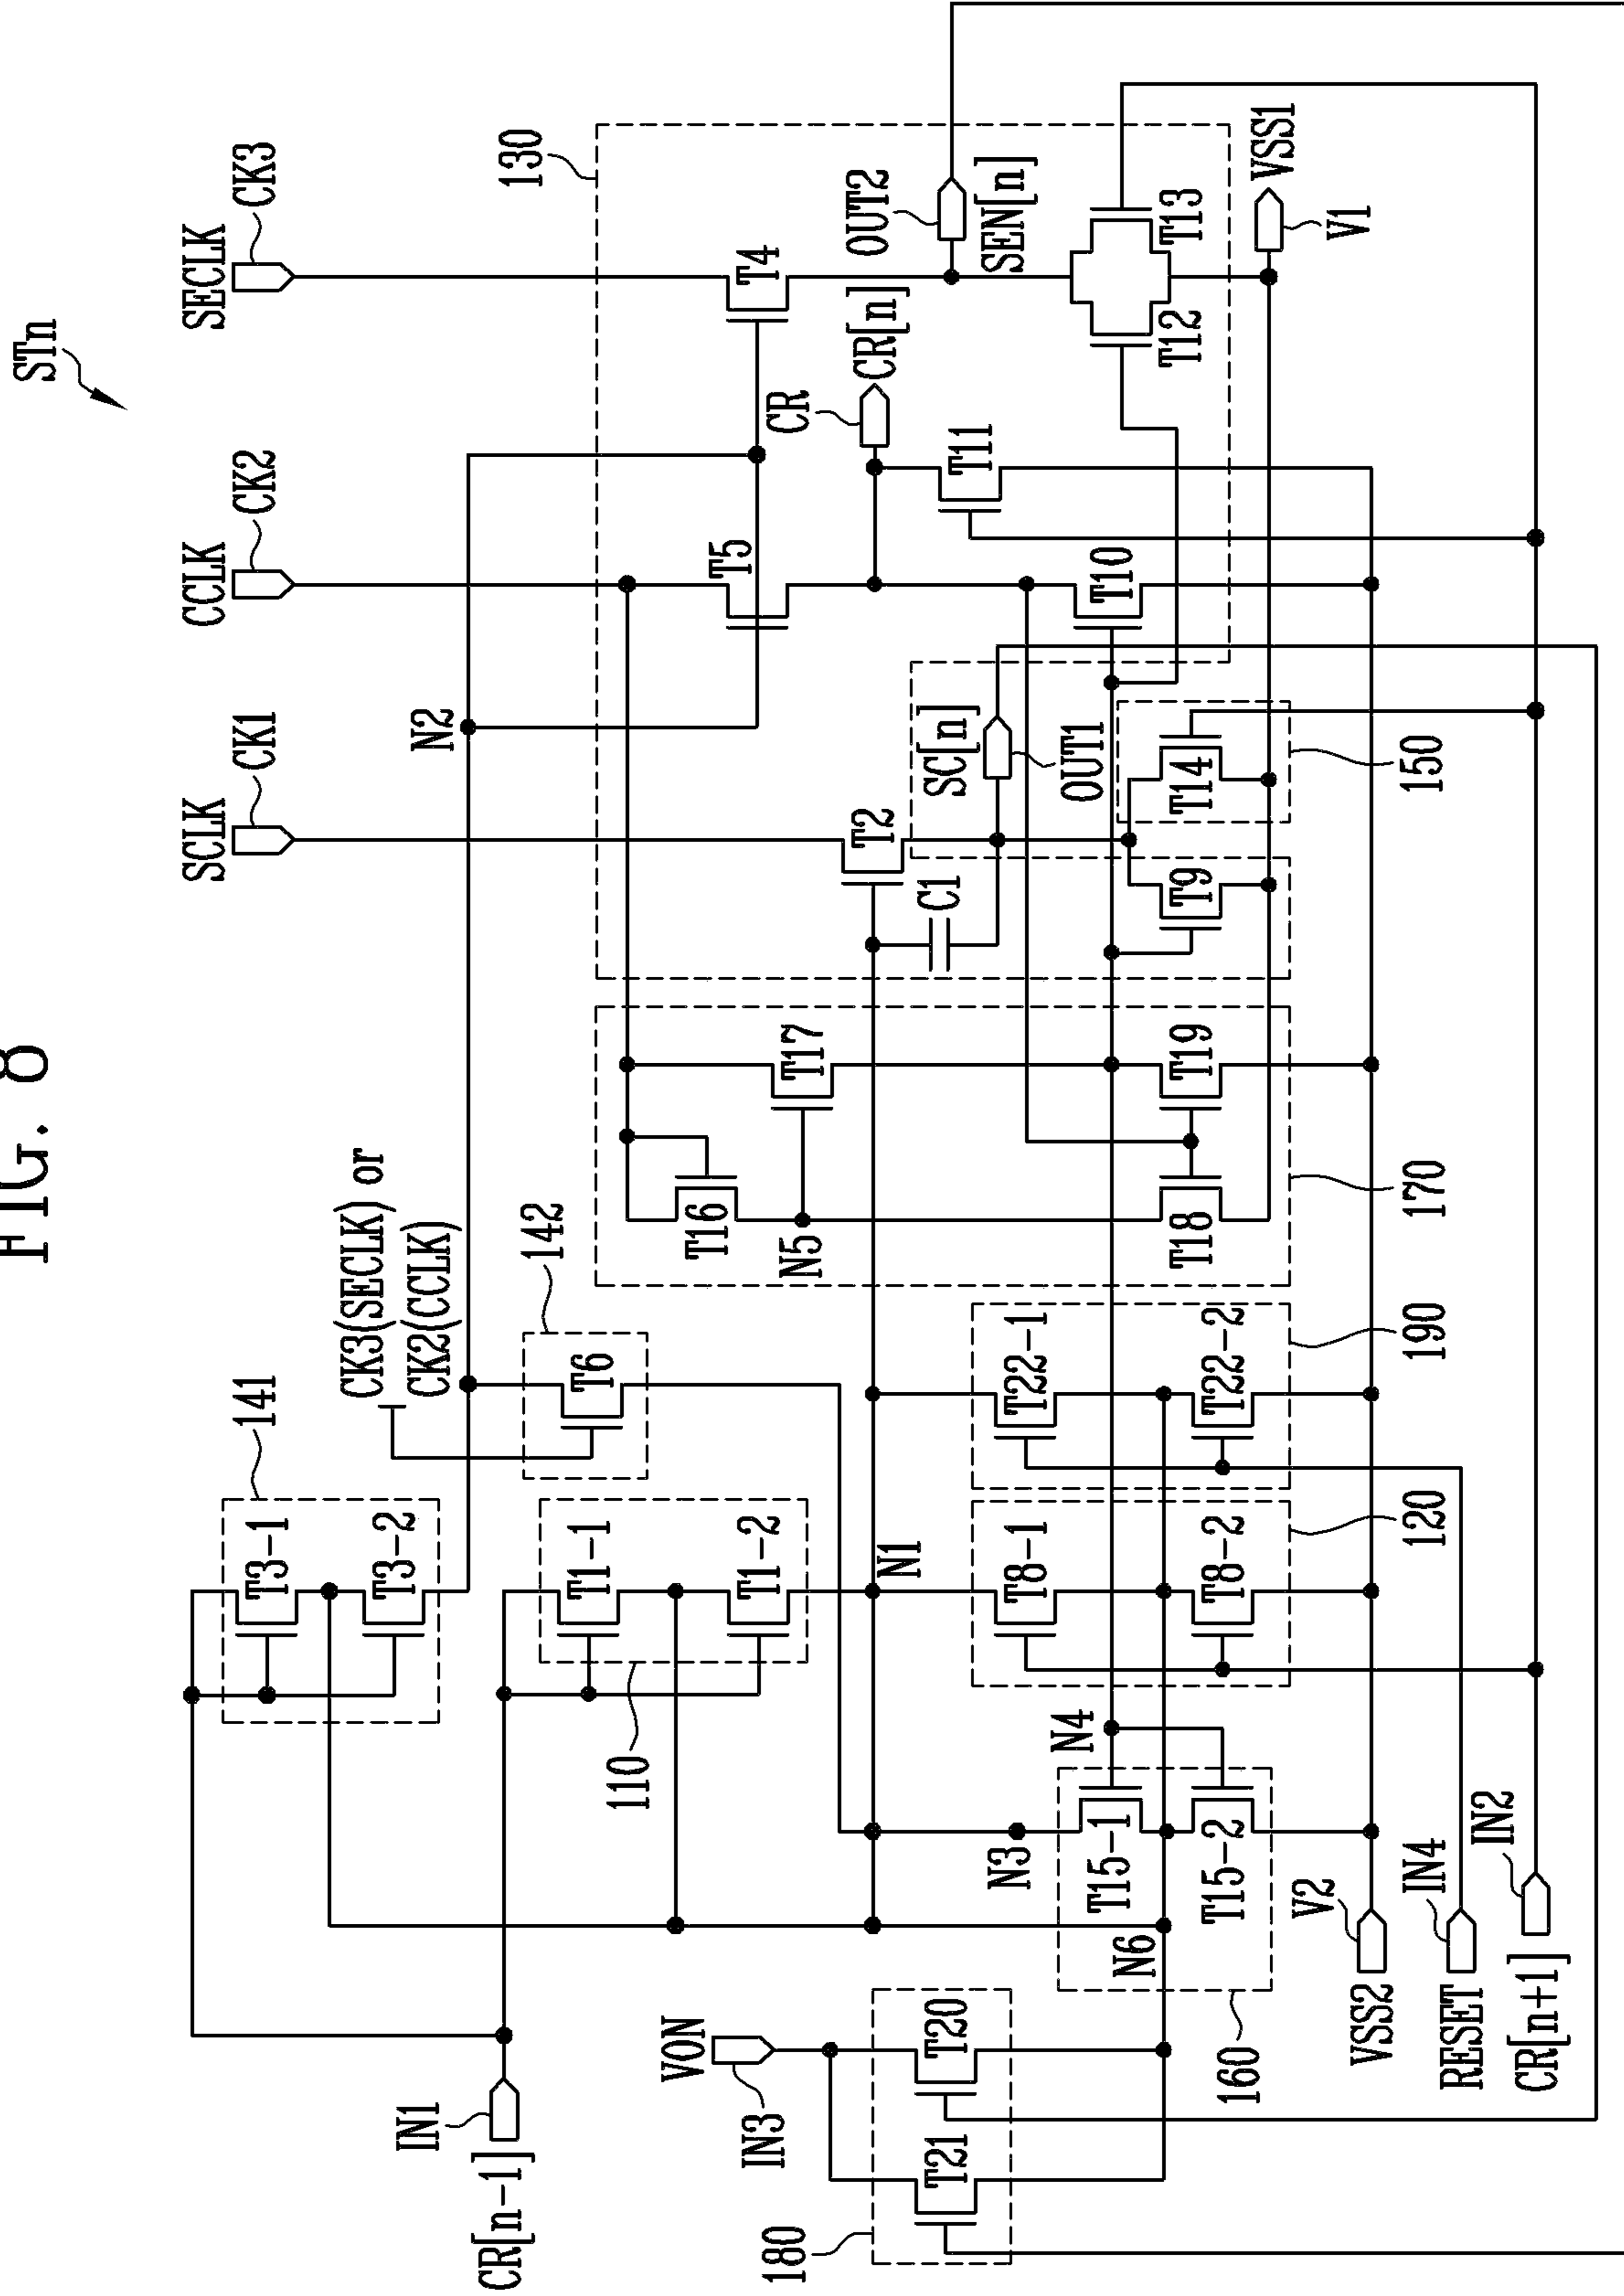 FIG. 8
STn
SCLK
CK1
CCLK
CK2
SECLK
CK3
141
T3-1
T3-2
CK3(SECLK) or
CK2(CCLK)
N2
IN1
CR[n-1]
142
T6
T1-1
T1-2
110
130
T5
T4
VON
IN3
T16
T17
N5
T2
C1
CR
CR[n]
OUT2
SEN[n]
180
T21
T20
N1
N3
T8-1
T22-1
SC[n]
OUT1
T11
N4
T10
T15-1
N6
T15-2
T8-2
T22-2
T18
T19
T9
T14
T12
T13
160
120
190
170
150
VSS1
V1
VSS2
V2
RESET
IN4
CR[n+1]
IN2